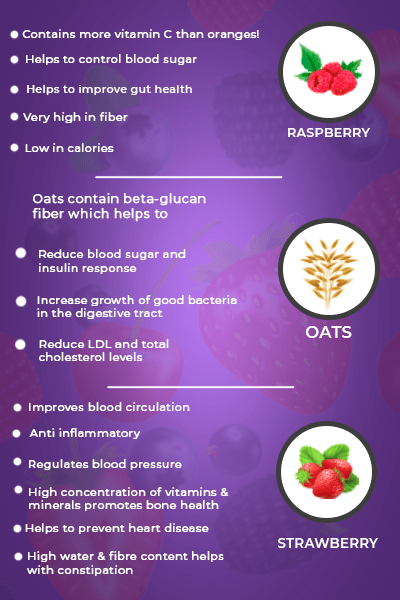 Contains more vitamin C than oranges!
Helps to control blood sugar
Helps to improve gut health
Very high in fiber
Low in calories
RASPBERRY
Oats contain beta-glucan
fiber which helps to
Reduce blood sugar and
insulin response
Increase growth of good bacteria
in the digestive tract
Reduce LDL and total
cholesterol levels
OATS
Improves blood circulation
Anti inflammatory
Regulates blood pressure
High concentration of vitamins &
minerals promotes bone health
Helps to prevent heart disease
High water & fibre content helps
with constipation
STRAWBERRY